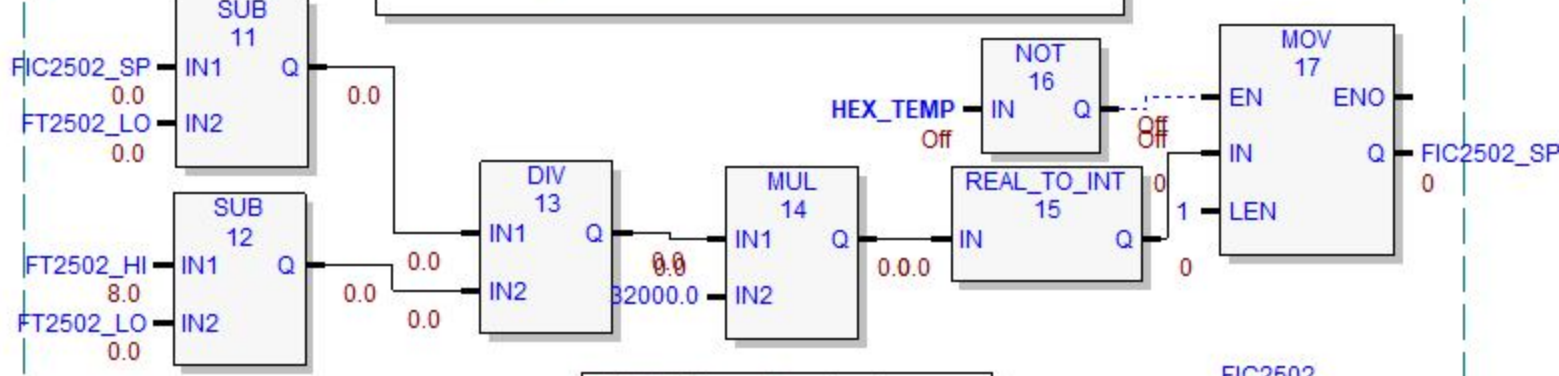 SUB
11
FIC2502_SP
IN1
Q
0.0
0.0
FT2502_LO
IN2
0.0
SUB
12
FT2502_HI
IN1
Q
8.0
0.0
FT2502_LO
IN2
0.0
DIV
13
IN1
Q
0.0
0.0
IN2
0.0
MUL
14
IN1
Q
0.0
32000.0
IN2
NOT
16
HEX_TEMP
IN
Q
Off
Off
Off
REAL_TO_INT
15
IN
Q
0.0
0
0
MOV
17
EN
ENO
IN
Q
FIC2502_SP
0
1
LEN